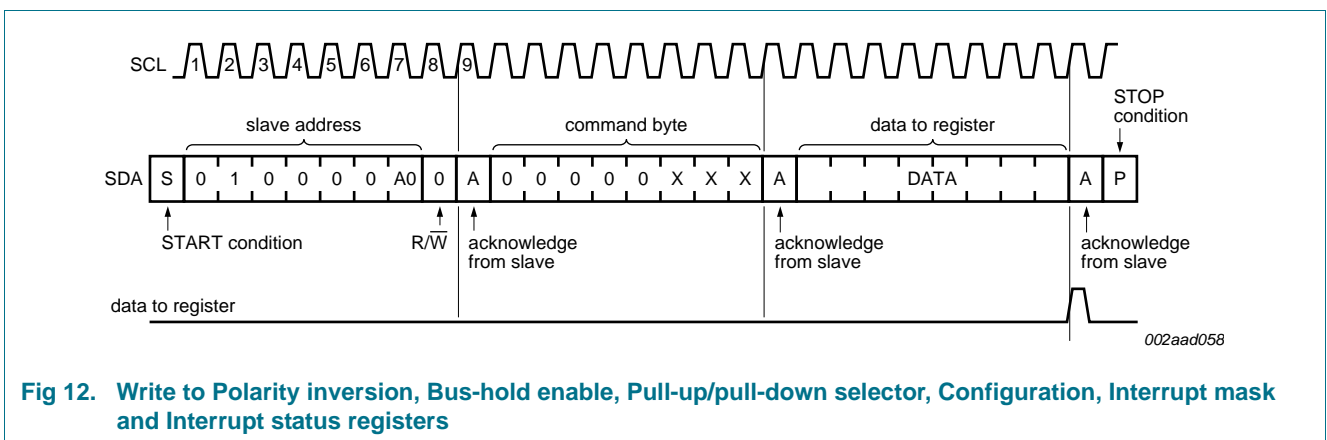 SCL 1 2 3 4 5 6 7 8 9
STOP
condition
slave address command byte data to register
SDA S 0 1 0 0 0 0 A0 0 A 0 0 0 0 0 X X X A DATA A P
START condition R/W̅ acknowledge acknowledge acknowledge
from slave from slave from slave
data to register
002aad058
Fig 12. Write to Polarity inversion, Bus-hold enable, Pull-up/pull-down selector, Configuration, Interrupt mask
and Interrupt status registers